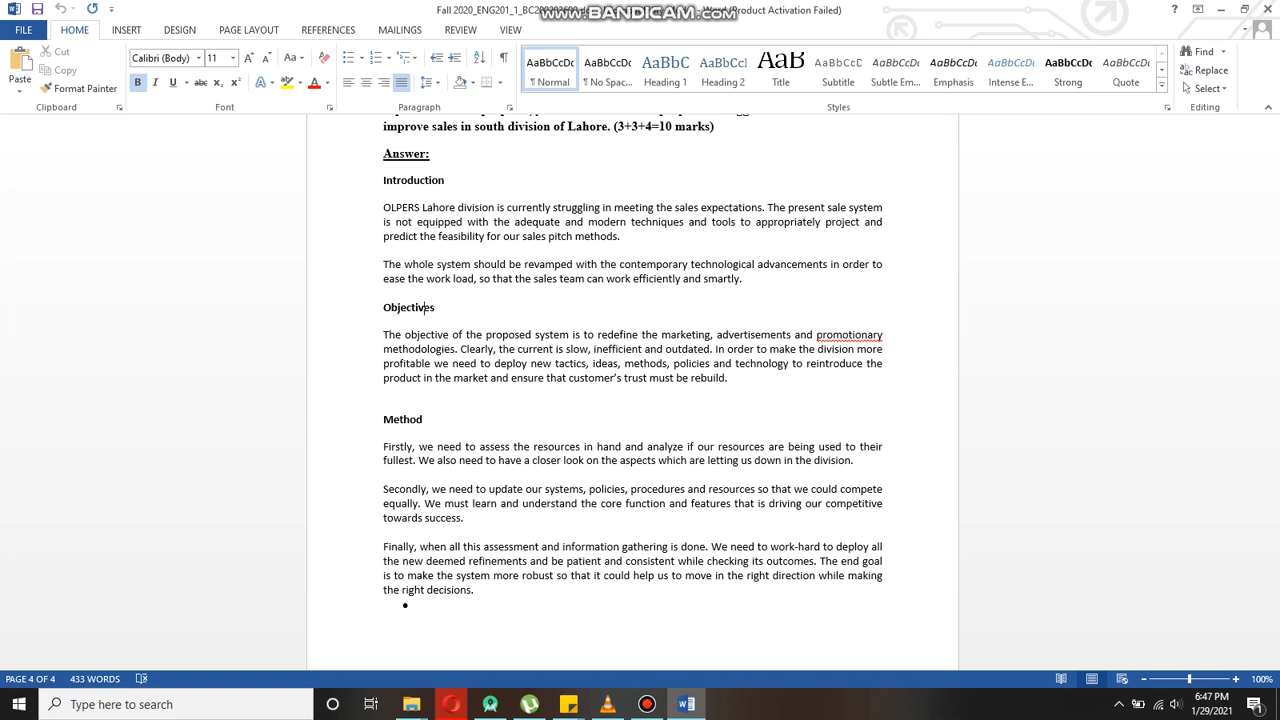 Fall 2020_ENG201_1_
www.BANDICAM.com
(Product Activation Failed)
FILE HOME INSERT DESIGN PAGE LAYOUT REFERENCES MAILINGS REVIEW VIEW
Paste
Cut
Copy
Format Painter
Clipboard
Calibri (Body) 11
Font
Paragraph
AaBbCcDc AaBbCcDc AaBbC AaBbCcI AaB AaBbCcD AaBbCcDc AaBbCcDc AaBbCcDc AaBbCcDc AaBbCcDc
¶ Normal ¶ No Spac... Heading 1 Heading 2 Title Subtitle Subtle Em... Emphasis Intense E... Strong Quote
Styles
Find
Replace
Select
Editing
improve sales in south division of Lahore. (3+3+4=10 marks)
Answer:
Introduction
OLPERS Lahore division is currently struggling in meeting the sales expectations. The present sale system
is not equipped with the adequate and modern techniques and tools to appropriately project and
predict the feasibility for our sales pitch methods.
The whole system should be revamped with the contemporary technological advancements in order to
ease the work load, so that the sales team can work efficiently and smartly.
Objectives
The objective of the proposed system is to redefine the marketing, advertisements and promotionary
methodologies. Clearly, the current is slow, inefficient and outdated. In order to make the division more
profitable we need to deploy new tactics, ideas, methods, policies and technology to reintroduce the
product in the market and ensure that customer’s trust must be rebuild.
Method
Firstly, we need to assess the resources in hand and analyze if our resources are being used to their
fullest. We also need to have a closer look on the aspects which are letting us down in the division.
Secondly, we need to update our systems, policies, procedures and resources so that we could compete
equally. We must learn and understand the core function and features that is driving our competitive
towards success.
Finally, when all this assessment and information gathering is done. We need to work-hard to deploy all
the new deemed refinements and be patient and consistent while checking its outcomes. The end goal
is to make the system more robust so that it could help us to move in the right direction while making
the right decisions.
•
PAGE 4 OF 4 433 WORDS
100%
Type here to search
6:47 PM
1/29/2021